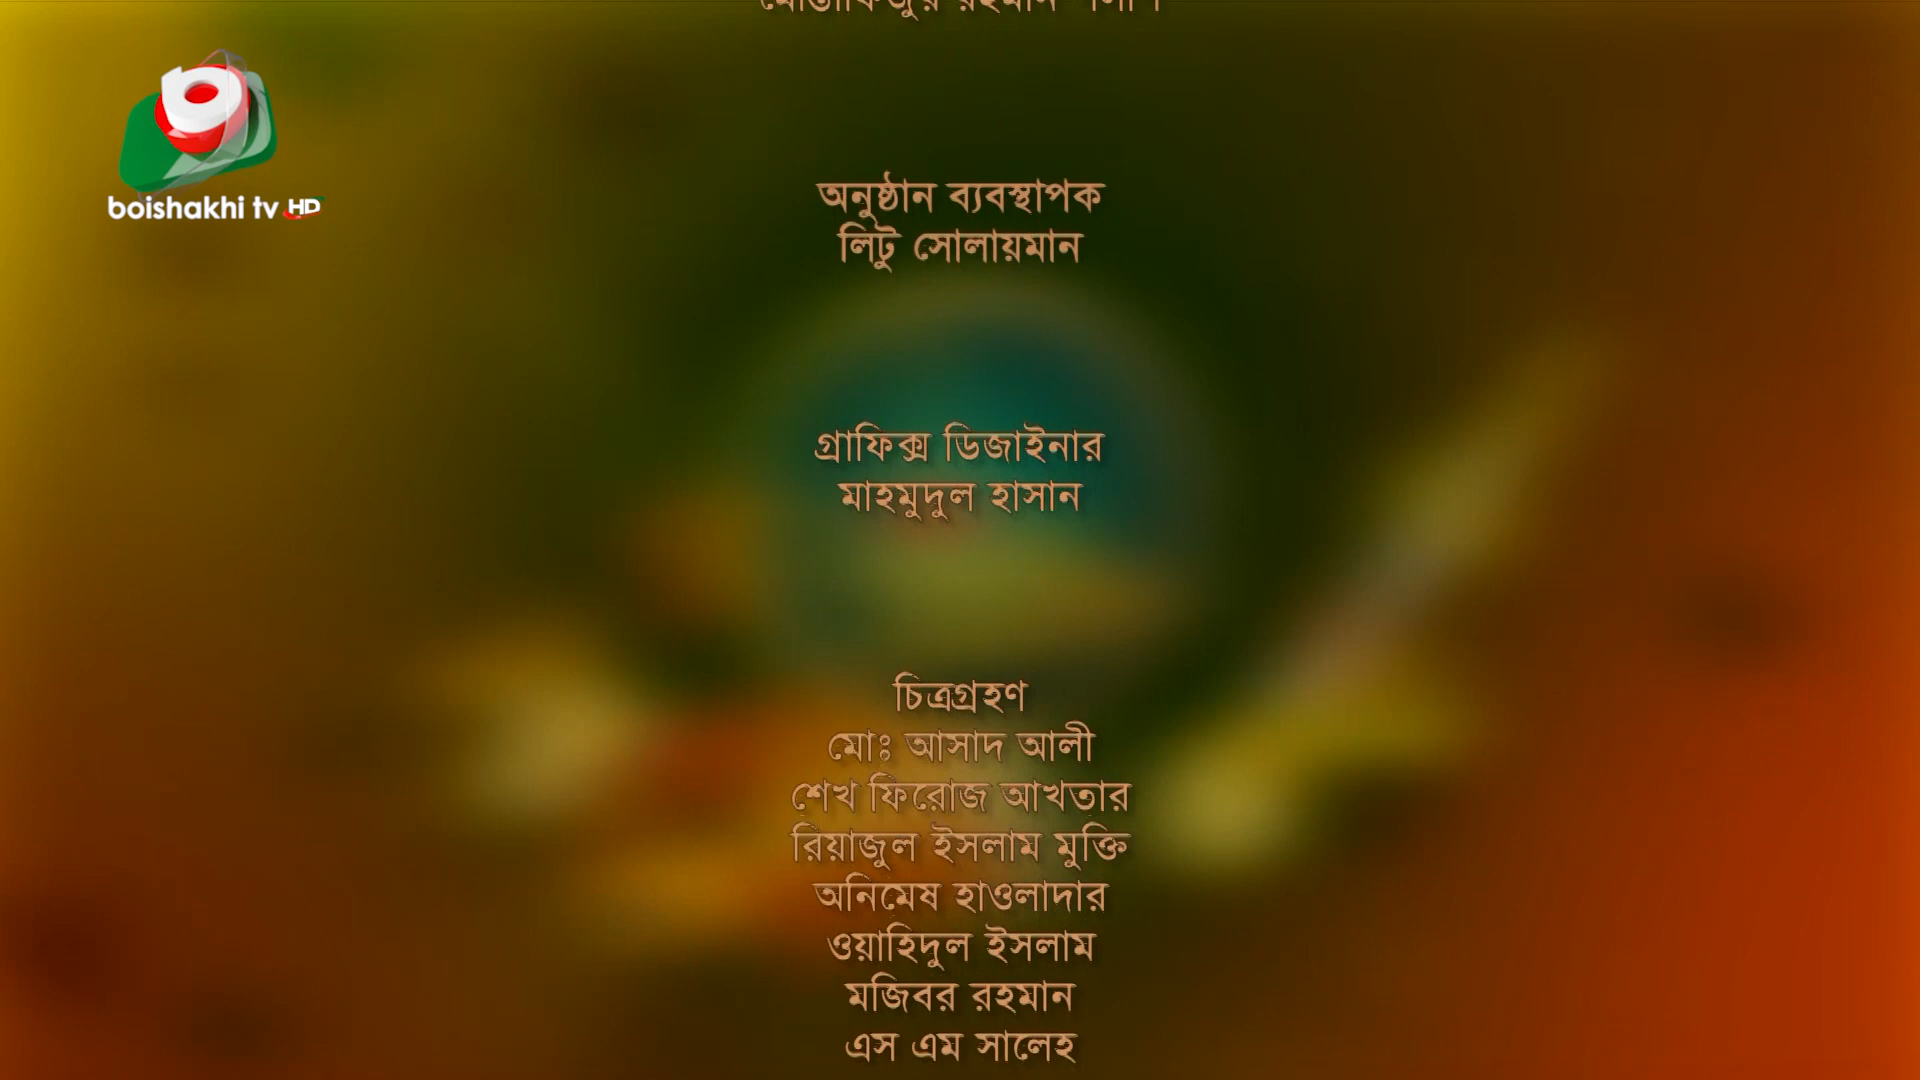 boishakhi tv HD
অনুষ্ঠান ব্যবস্থাপক
লিটু সোলায়মান
গ্রাফিক্স ডিজাইনার
মাহমুদুল হাসান
চিত্রগ্রহণ
মোঃ আসাদ আলী
শেখ ফিরোজ আখতার
রিয়াজুল ইসলাম মুক্তি
অনিমেষ হাওলাদার
ওয়াহিদুল ইসলাম
মজিবর রহমান
এস এম সালেহ